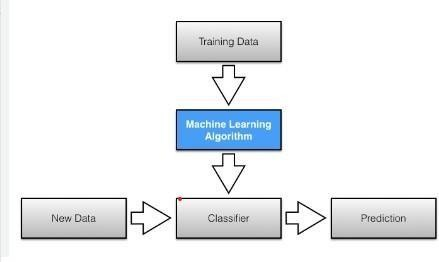 Training Data
Machine Learning
Algorithm
New Data
Classifier
Prediction